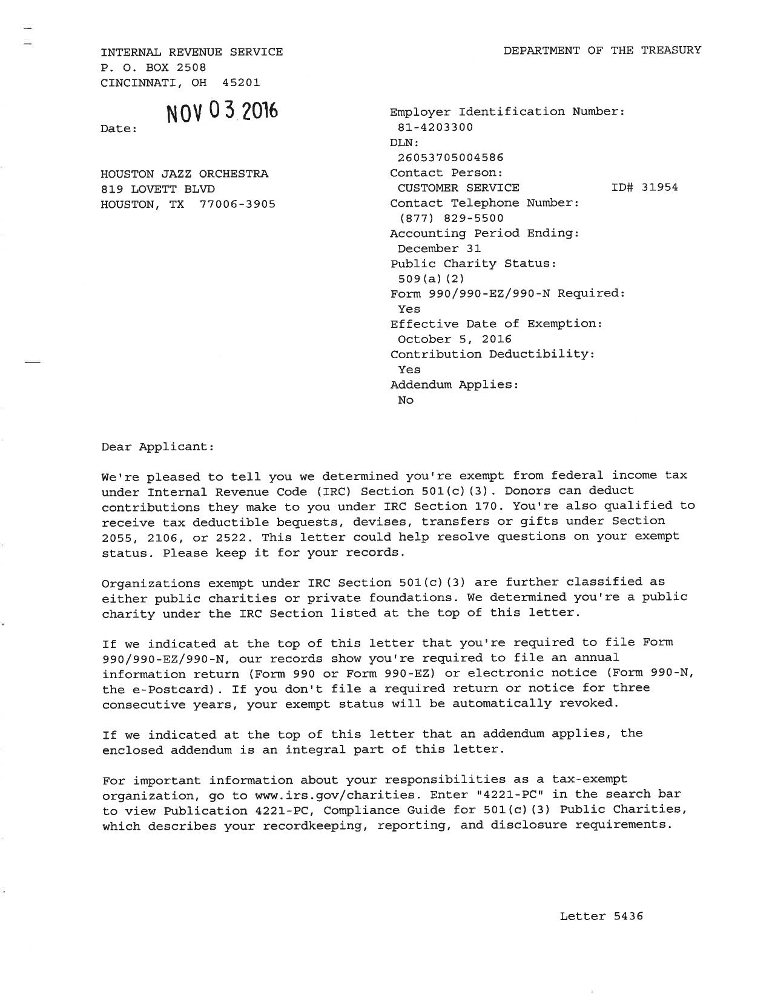 INTERNAL REVENUE SERVICE
P. O. BOX 2508
CINCINNATI, OH 45201
DEPARTMENT OF THE TREASURY
NOV 03 2016
Date:
HOUSTON JAZZ ORCHESTRA
819 LOVETT BLVD
HOUSTON, TX 77006-3905
Employer Identification Number:
81-4203300
DLN:
26053705004586
Contact Person:
CUSTOMER SERVICE ID# 31954
Contact Telephone Number:
(877) 829-5500
Accounting Period Ending:
December 31
Public Charity Status:
509(a)(2)
Form 990/990-EZ/990-N Required:
Yes
Effective Date of Exemption:
October 5, 2016
Contribution Deductibility:
Yes
Addendum Applies:
No
Dear Applicant:
We're pleased to tell you we determined you're exempt from federal income tax
under Internal Revenue Code (IRC) Section 501(c)(3). Donors can deduct
contributions they make to you under IRC Section 170. You're also qualified to
receive tax deductible bequests, devises, transfers or gifts under Section
2055, 2106, or 2522. This letter could help resolve questions on your exempt
status. Please keep it for your records.
Organizations exempt under IRC Section 501(c)(3) are further classified as
either public charities or private foundations. We determined you're a public
charity under the IRC Section listed at the top of this letter.
If we indicated at the top of this letter that you're required to file Form
990/990-EZ/990-N, our records show you're required to file an annual
information return (Form 990 or Form 990-EZ) or electronic notice (Form 990-N,
the e-Postcard). If you don't file a required return or notice for three
consecutive years, your exempt status will be automatically revoked.
If we indicated at the top of this letter that an addendum applies, the
enclosed addendum is an integral part of this letter.
For important information about your responsibilities as a tax-exempt
organization, go to www.irs.gov/charities. Enter "4221-PC" in the search bar
to view Publication 4221-PC, Compliance Guide for 501(c)(3) Public Charities,
which describes your recordkeeping, reporting, and disclosure requirements.
Letter 5436